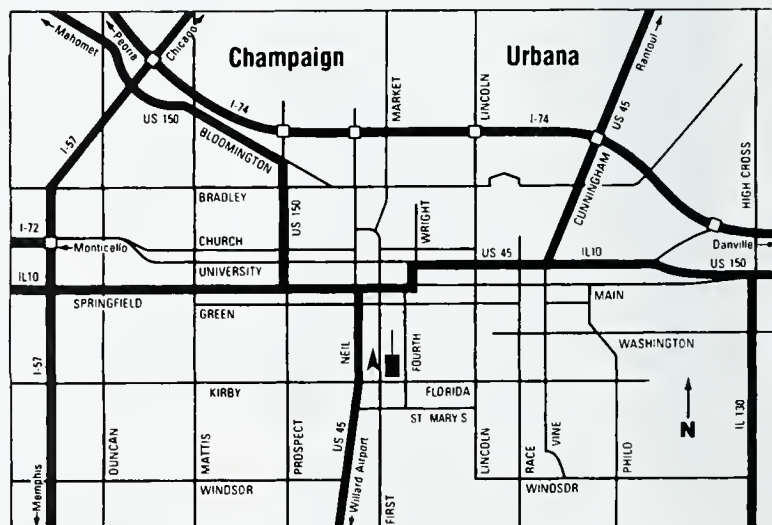 Mahomet
Peoria
Chicago
Champaign
Urbana
Rantoul
MARKET
LINCOLN
I-74
I-74
US 45
US 150
BLOOMINGTON
I-57
CUNNINGHAM
HIGH CROSS
BRADLEY
US 150
WRIGHT
I-72
Monticello
CHURCH
US 45
IL10
Danville
US 150
IL10
UNIVERSITY
SPRINGFIELD
MAIN
GREEN
NEIL
FOURTH
WASHINGTON
I-57
KIRBY
FLORIDA
ST MARYS
N
IL 130
DUNCAN
MATTIS
PROSPECT
US 45
Willard Airport
LINCOLN
RACE
VINE
PHILO
Memphis
WINDSOR
FIRST
WINDSOR